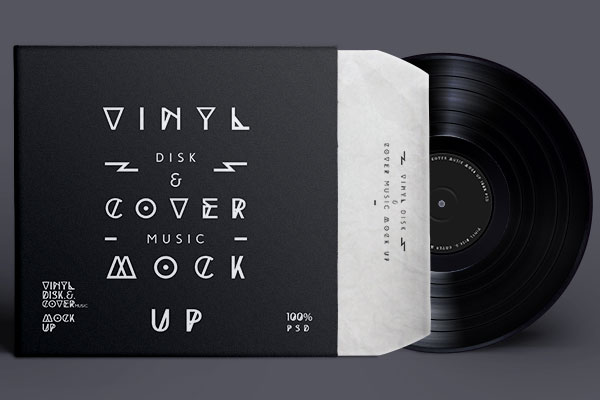 VINYL
DISK
&
COVER
MUSIC
MOCK
UP
VINYL
DISK &
COVER MUSIC
MOCK
UP
100%
PSD
VINYL DISK
&
COVER MUSIC MOCK UP